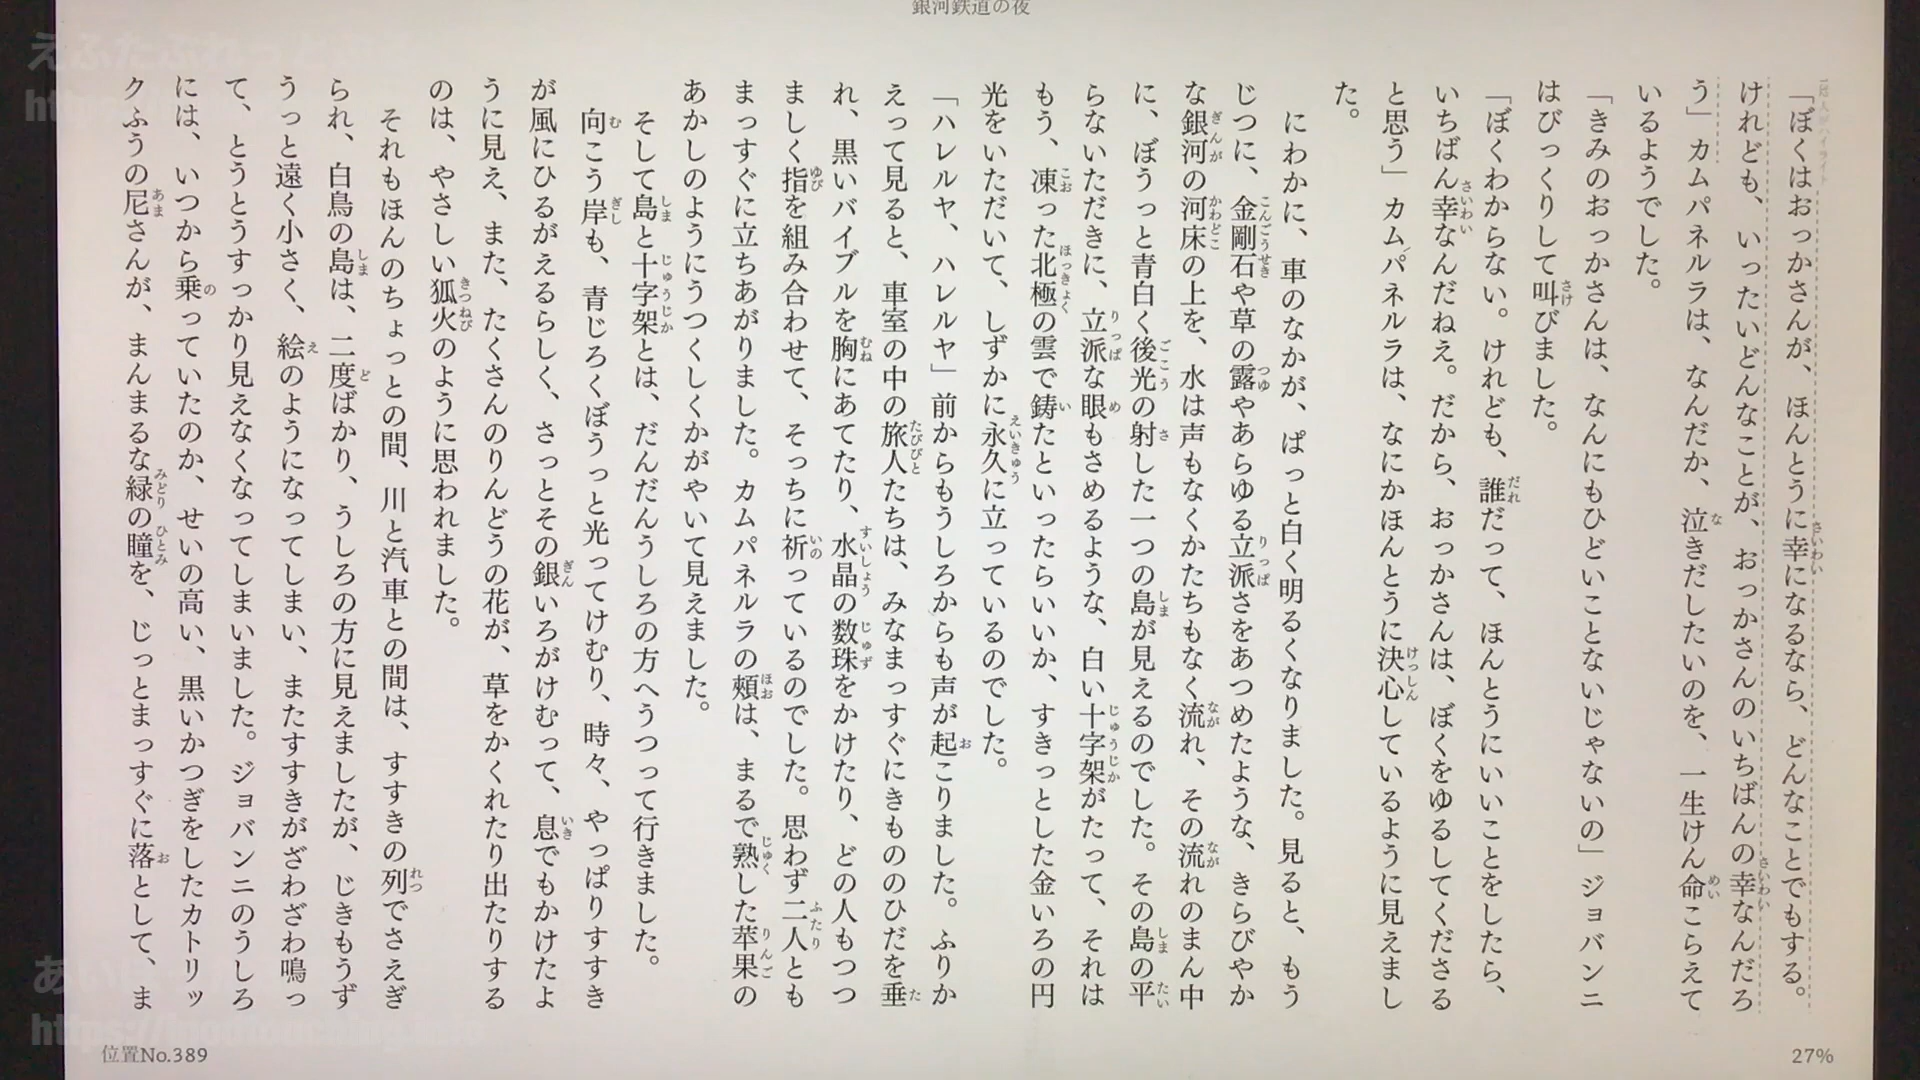 銀河鉄道の夜
「ぼくはおっかさんが、ほんとうに幸になるなら、どんなことでもする。
けれども、いったいどんなことが、おっかさんのいちばんの幸なんだろ
う」カムパネルラは、なんだか、泣きだしたいのを、一生けん命こらえて
いるようでした。
「きみのおっかさんは、なんにもひどいことないじゃないの」ジョバンニ
はびっくりして叫びました。
「ぼくわからない。けれども、誰だって、ほんとうにいいことをしたら、
いちばん幸なんだねえ。だから、おっかさんは、ぼくをゆるしてくださる
と思う」カムパネルラは、なにかほんとうに決心しているように見えまし
た。
にわかに、車のなかが、ぱっと白く明るくなりました。見ると、もう
じつに、金剛石や草の露やあらゆる立派さをあつめたような、きらびやか
な銀河の河床の上を、水は声もなくかたちもなく流れ、その流れのまん中
に、ぼうっと青白く後光の射した一つの島が見えるのでした。その島の平
らないただきに、立派な眼もさめるような、白い十字架がたって、それは
もう、凍った北極の雲で鋳たといったらいいか、すきっとした金いろの円
光をいただいて、しずかに永久に立っているのでした。
「ハレルヤ、ハレルヤ」前からもうしろからも声が起こりました。ふりか
えって見ると、車室の中の旅人たちは、みなまっすぐにきもののひだを垂
れ、黒いバイブルを胸にあてたり、水晶の数珠をかけたり、どの人もつつ
ましく指を組み合わせて、そっちに祈っているのでした。思わず二人とも
まっすぐに立ちあがりました。カムパネルラの頰は、まるで熟した苹果の
あかしのようにうつくしくかがやいて見えました。
そして島と十字架とは、だんだんうしろの方へうつって行きました。
向こう岸も、青じろくぼうっと光ってけむり、時々、やっぱりすすき
が風にひるがえるらしく、さっとその銀いろがけむって、息でもかけたよ
うに見え、また、たくさんのりんどうの花が、草をかくれたり出たりする
のは、やさしい狐火のように思われました。
それもほんのちょっとの間、川と汽車との間は、すすきの列でさえぎ
られ、白鳥の島は、二度ばかり、うしろの方に見えましたが、じきもうず
うっと遠く小さく、絵のようになってしまい、またすすきがざわざわ鳴っ
て、とうとうすっかり見えなくなってしまいました。ジョバンニのうしろ
には、いつから乗っていたのか、せいの高い、黒いかつぎをしたカトリッ
クふうの尼さんが、まんまるな緑の瞳を、じっとまっすぐに落として、ま
位置No.389
27%